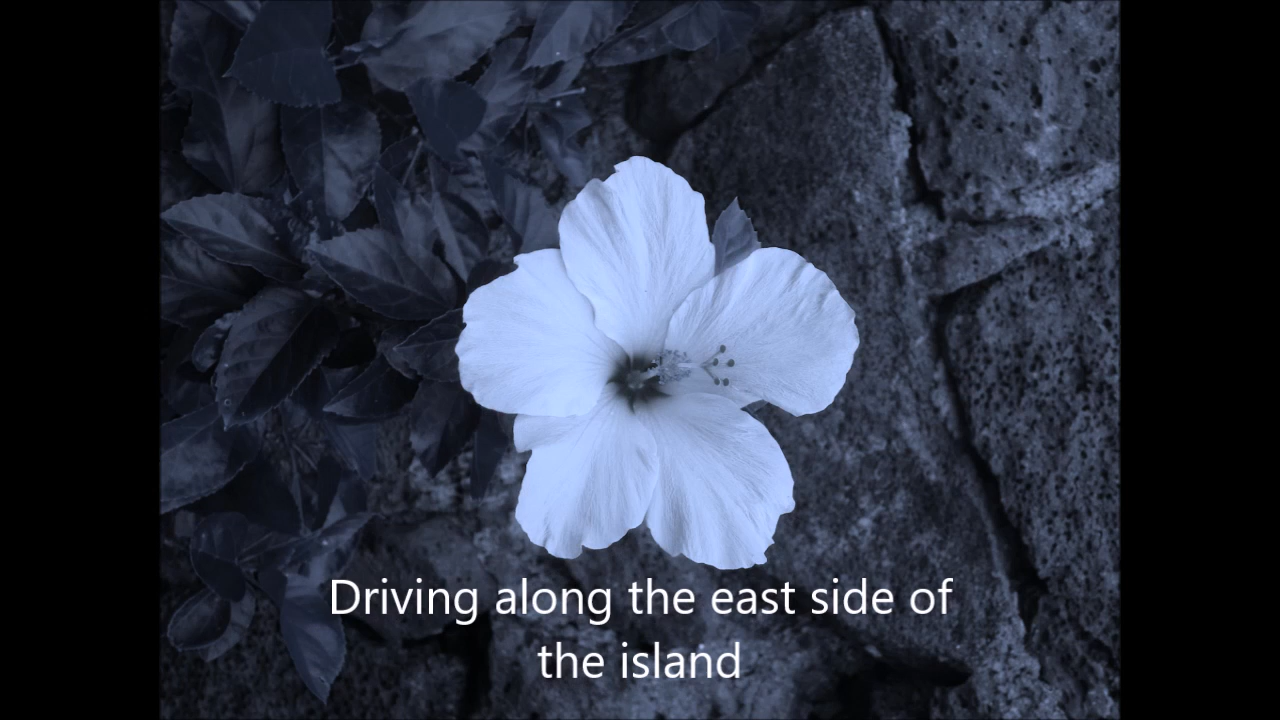 Driving along the east side of
the island